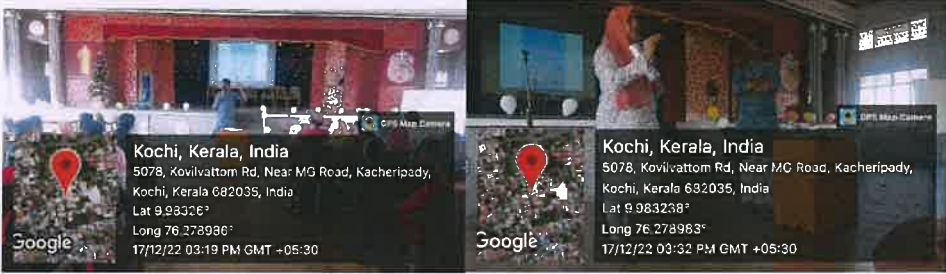 GPS Map Camera
Kochi, Kerala, India
5078, Kovilvattom Rd, Near MG Road, Kacheripady,
Kochi, Kerala 682035, India
Lat 9.98326°
Long 76.278986°
17/12/22 03:19 PM GMT +05:30
Google
GPS Map Camera
Kochi, Kerala, India
5078, Kovilvattom Rd, Near MG Road, Kacheripady,
Kochi, Kerala 682035, India
Lat 9.983238°
Long 76.278983°
17/12/22 03:32 PM GMT +05:30
Google